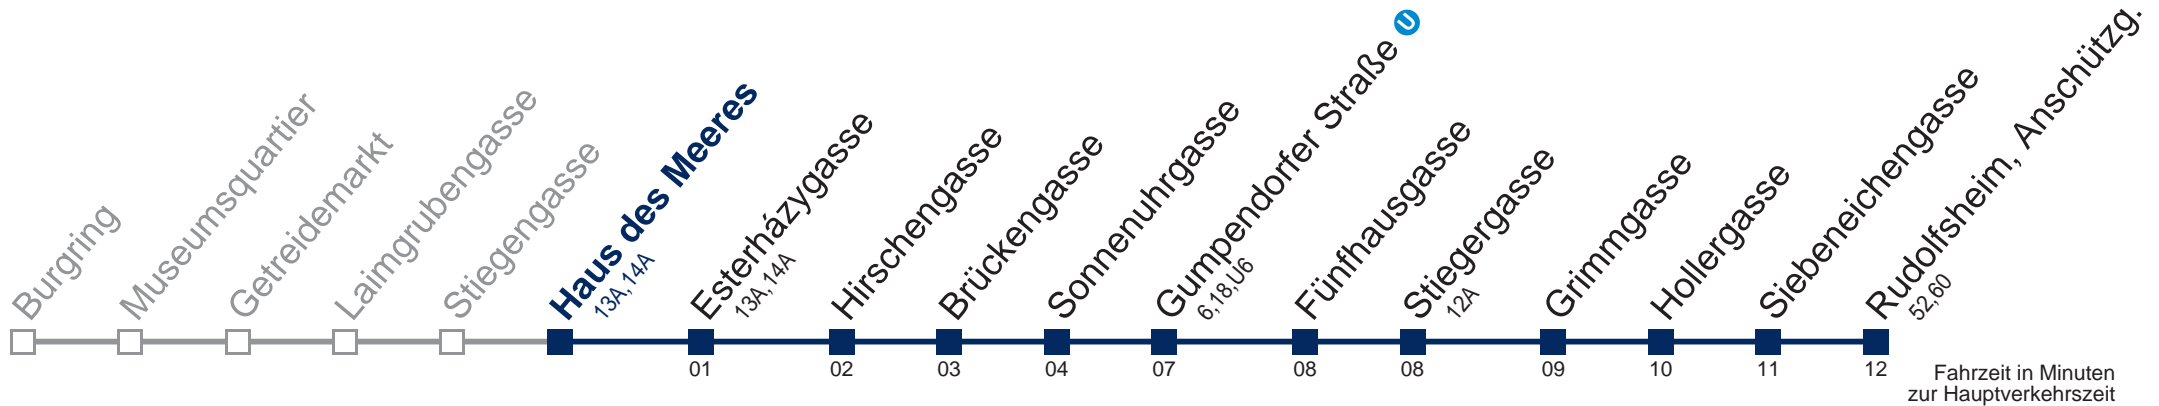 Burgring
Museumsquartier
Getreidemarkt
Laimgrubengasse
Stiegengasse
Haus des Meeres
13A, 14A
Esterházygasse
13A, 14A
Hirschengasse
Brückengasse
Sonnenuhrgasse
Gumpendorfer Straße U
6,18,U6
Fünfhausgasse
Stiegergasse
12A
Grimmgasse
Hollergasse
Siebeneichengasse
Rudolfsheim, Anschützg.
52,60
01 02 03 04 07 08 08 09 10 11 12
Fahrzeit in Minuten
zur Hauptverkehrszeit